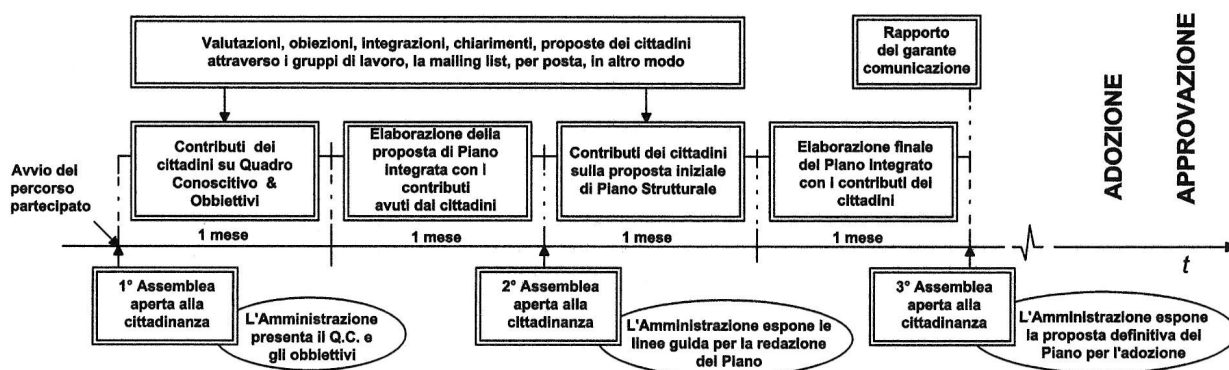 Valutazioni, obiezioni, integrazioni, chiarimenti, proposte dei cittadini
attraverso i gruppi di lavoro, la mailing list, per posta, in altro modo
Rapporto
del garante
comunicazione
ADOZIONE
APPROVAZIONE
Avvio del
percorso
partecipato
Contributi dei
cittadini su Quadro
Conoscitivo &
Obbiettivi
Elaborazione della
proposta di Piano
Integrata con i
contributi
avuti dai cittadini
Contributi dei cittadini
sulla proposta iniziale
di Piano Strutturale
Elaborazione finale
del Piano Integrato
con i contributi dei
cittadini
1 mese
1 mese
1 mese
1 mese
t
1° Assemblea
aperta alla
cittadinanza
L'Amministrazione
presenta il Q.C. e
gli obbiettivi
2° Assemblea
aperta alla
cittadinanza
L'Amministrazione espone le
linee guida per la redazione
del Piano
3° Assemblea
aperta alla
cittadinanza
L'Amministrazione espone
la proposta definitiva del
Piano per l'adozione